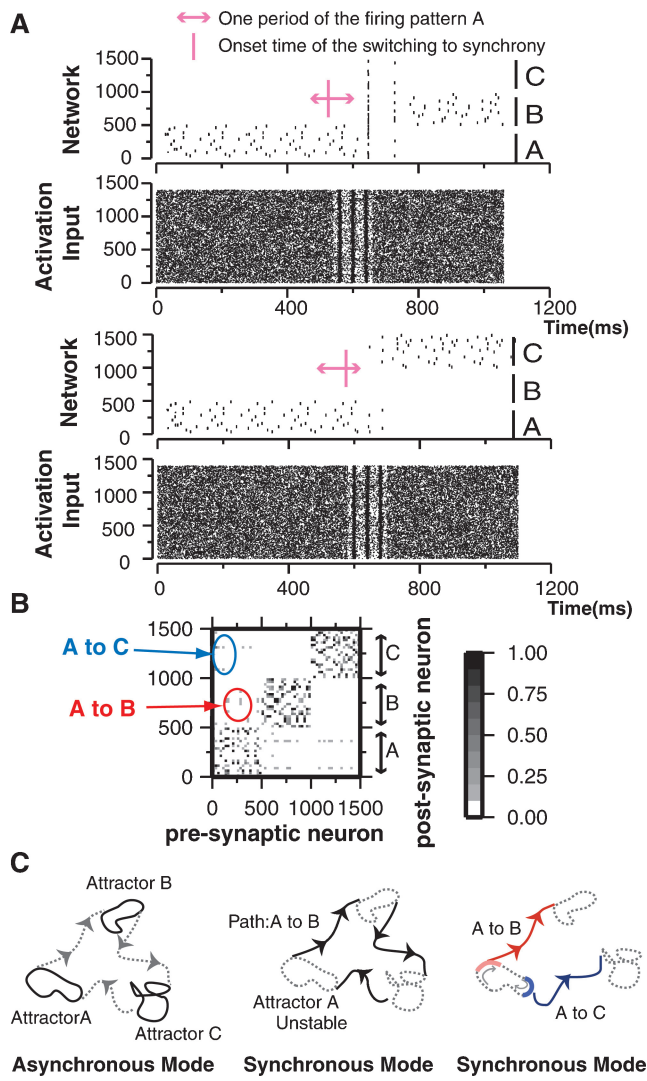 A
One period of the firing pattern A
Onset time of the switching to synchrony
Network
1500
1000
500
0
C
B
A
Activation
Input
1500
1000
500
0
0 400 800 1200
Time(ms)
Network
1500
1000
500
0
C
B
A
Activation
Input
1500
1000
500
0
0 400 800 1200
Time(ms)
B
A to C
A to B
1500
1000
500
0
0 500 1000 1500
pre-synaptic neuron
C
B
A
post-synaptic neuron
1.00
0.75
0.50
0.25
0.00
C
Attractor B
AttractorA
Attractor C
Asynchronous Mode
Path:A to B
Attractor A
Unstable
Synchronous Mode
A to B
A to C
Synchronous Mode